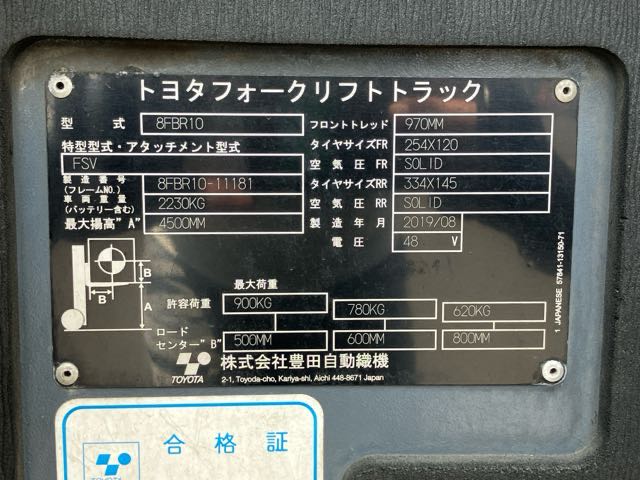 トヨタフォークリフトトラック
型式 8FBR10 フロントトレッド 970MM
特型型式・アタッチメント型式 タイヤサイズFR 254X120
FSV 空気圧FR SOLID
製造番号(フレームNO.) 8FBR10-11181 タイヤサイズRR 334X145
車両重量(バッテリー含む) 2230KG 空気圧RR SOLID
最大揚高"A" 4500MM 製造年月 2019/08
電圧 48 V
B
B A
最大荷重
許容荷重 900KG 780KG 620KG
ロードセンター"B" 500MM 600MM 800MM
TOYOTA 株式会社豊田自動織機
2-1, Toyoda-cho, Kariya-shi, Aichi 448-8671 Japan
1 JAPANESE 57841-13150-71
合格証
TOYOTA